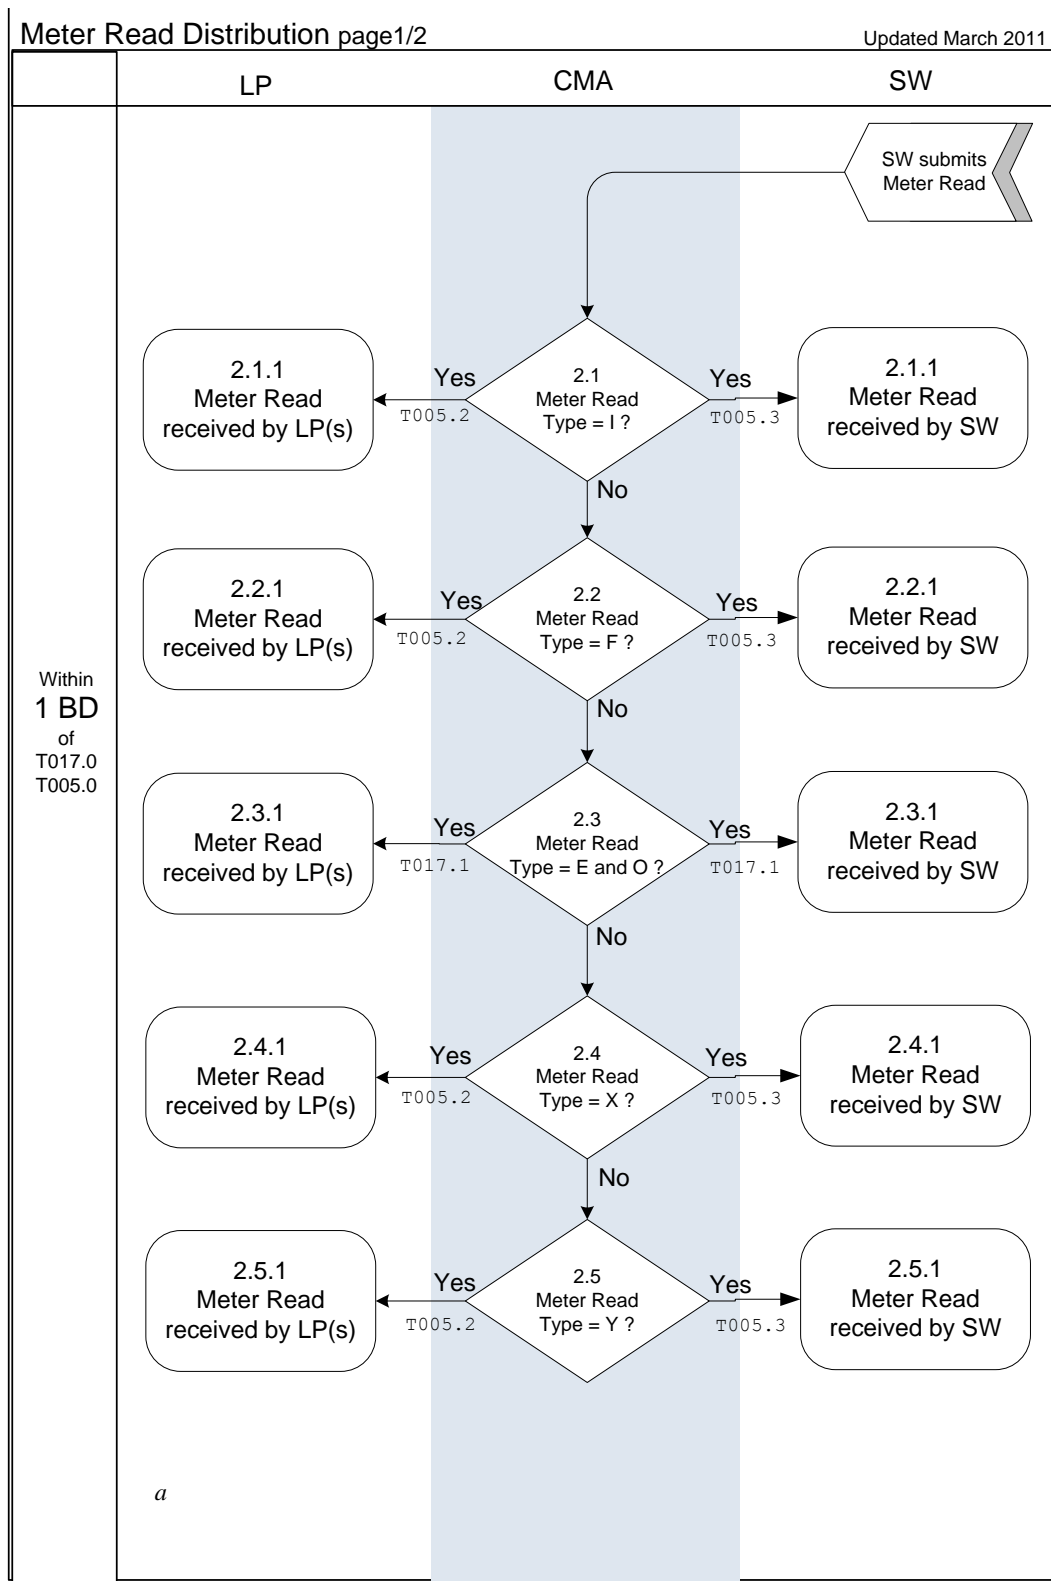 Meter Read Distribution page1/2
Updated March 2011
LP
CMA
SW
SW submits
Meter Read
2.1.1
Meter Read
received by LP(s)
Yes
T005.2
2.1
Meter Read
Type = I ?
Yes
T005.3
2.1.1
Meter Read
received by SW
No
2.2.1
Meter Read
received by LP(s)
Yes
T005.2
2.2
Meter Read
Type = F ?
Yes
T005.3
2.2.1
Meter Read
received by SW
No
Within
1 BD
of
T017.0
T005.0
2.3.1
Meter Read
received by LP(s)
Yes
T017.1
2.3
Meter Read
Type = E and O ?
Yes
T017.1
2.3.1
Meter Read
received by SW
No
2.4.1
Meter Read
received by LP(s)
Yes
T005.2
2.4
Meter Read
Type = X ?
Yes
T005.3
2.4.1
Meter Read
received by SW
No
2.5.1
Meter Read
received by LP(s)
Yes
T005.2
2.5
Meter Read
Type = Y ?
Yes
T005.3
2.5.1
Meter Read
received by SW
a